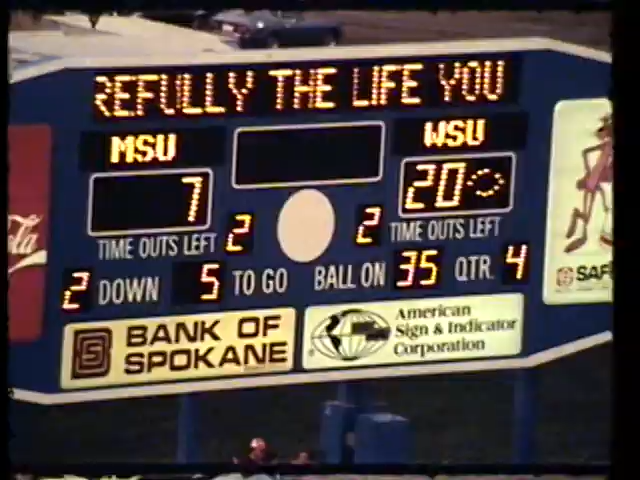 REFULLY THE LIFE YOU
MSU WSU
7 20
TIME OUTS LEFT 2 2 TIME OUTS LEFT
2 DOWN 5 TO GO BALL ON 35 QTR. 4
BANK OF
SPOKANE
American
Sign & Indicator
Corporation
SAF